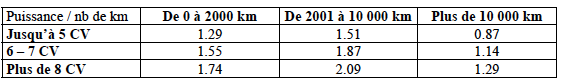 Puissance / nb de km De 0 à 2000 km De 2001 à 10 000 km Plus de 10 000 km
Jusqu'à 5 CV 1.29 1.51 0.87
6 – 7 CV 1.55 1.87 1.14
Plus de 8 CV 1.74 2.09 1.29